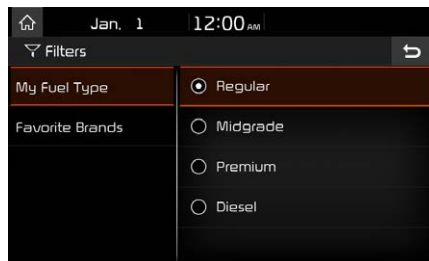 Jan. 1 12:00 AM
Filters
My Fuel Type
Favorite Brands
Regular
Midgrade
Premium
Diesel